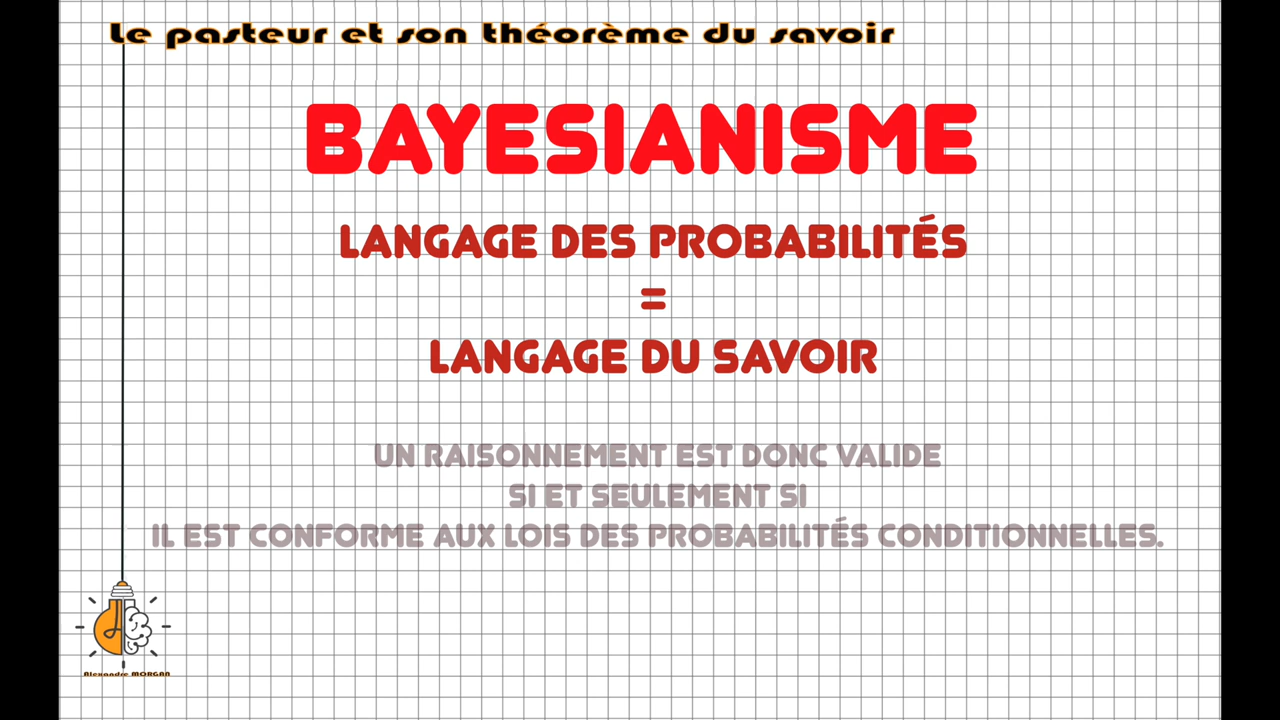 Le pasteur et son théorème du savoir
BAYESIANISME
LANGAGE DES PROBABILITÉS
=
LANGAGE DU SAVOIR
UN RAISONNEMENT EST DONC VALIDE
SI ET SEULEMENT SI
IL EST CONFORME AUX LOIS DES PROBABILITÉS CONDITIONNELLES.
Alexandre MORGAN